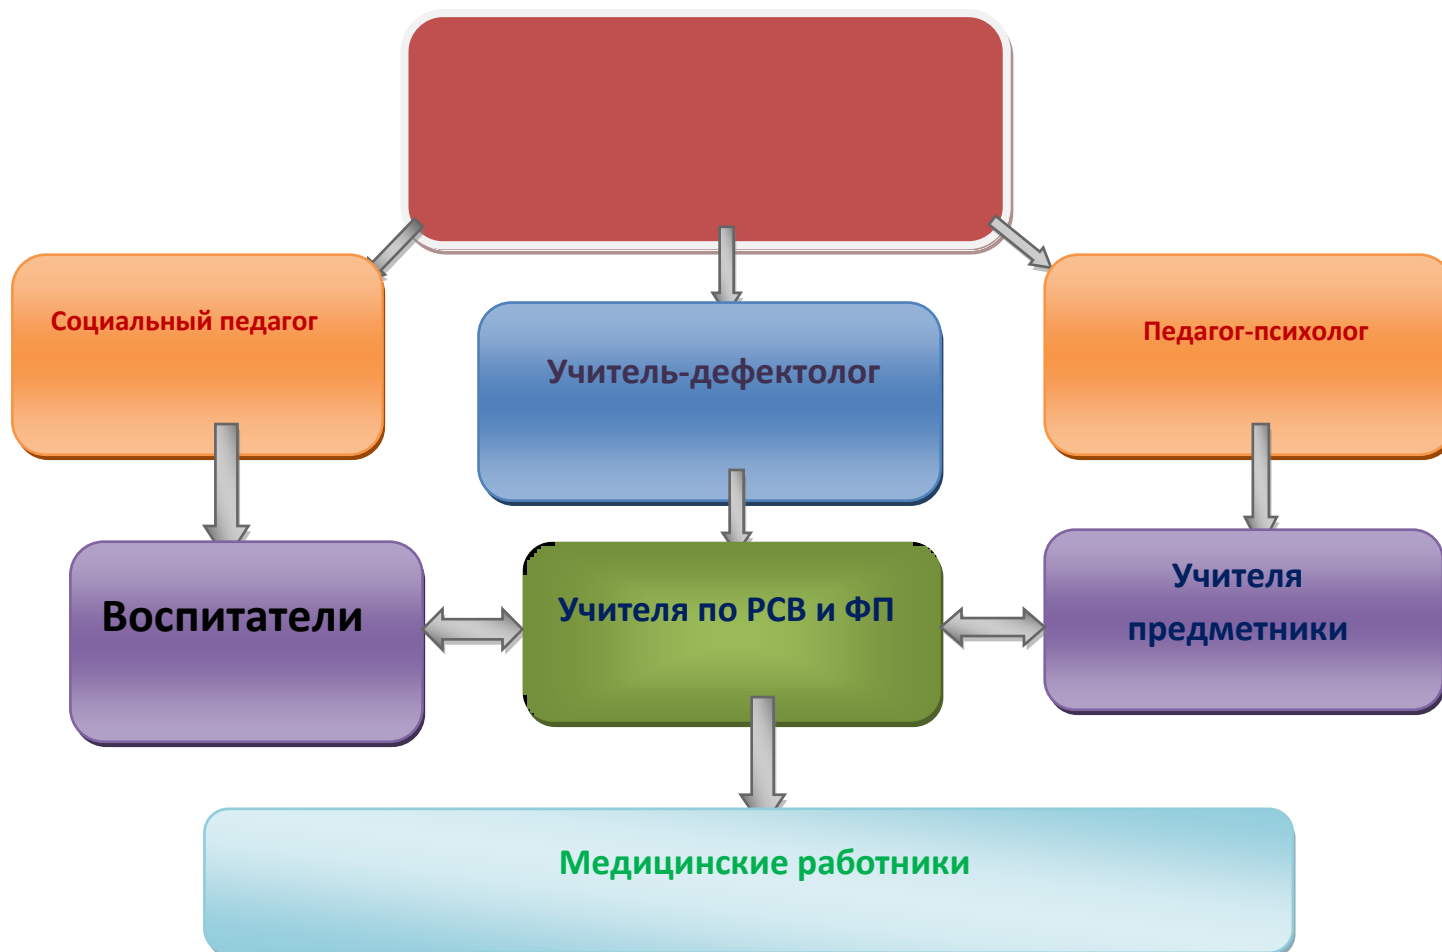 Социальный педагог
Педагог-психолог
Учитель-дефектолог
Воспитатели
Учителя по РСВ и ФП
Учителя
предметники
Медицинские работники